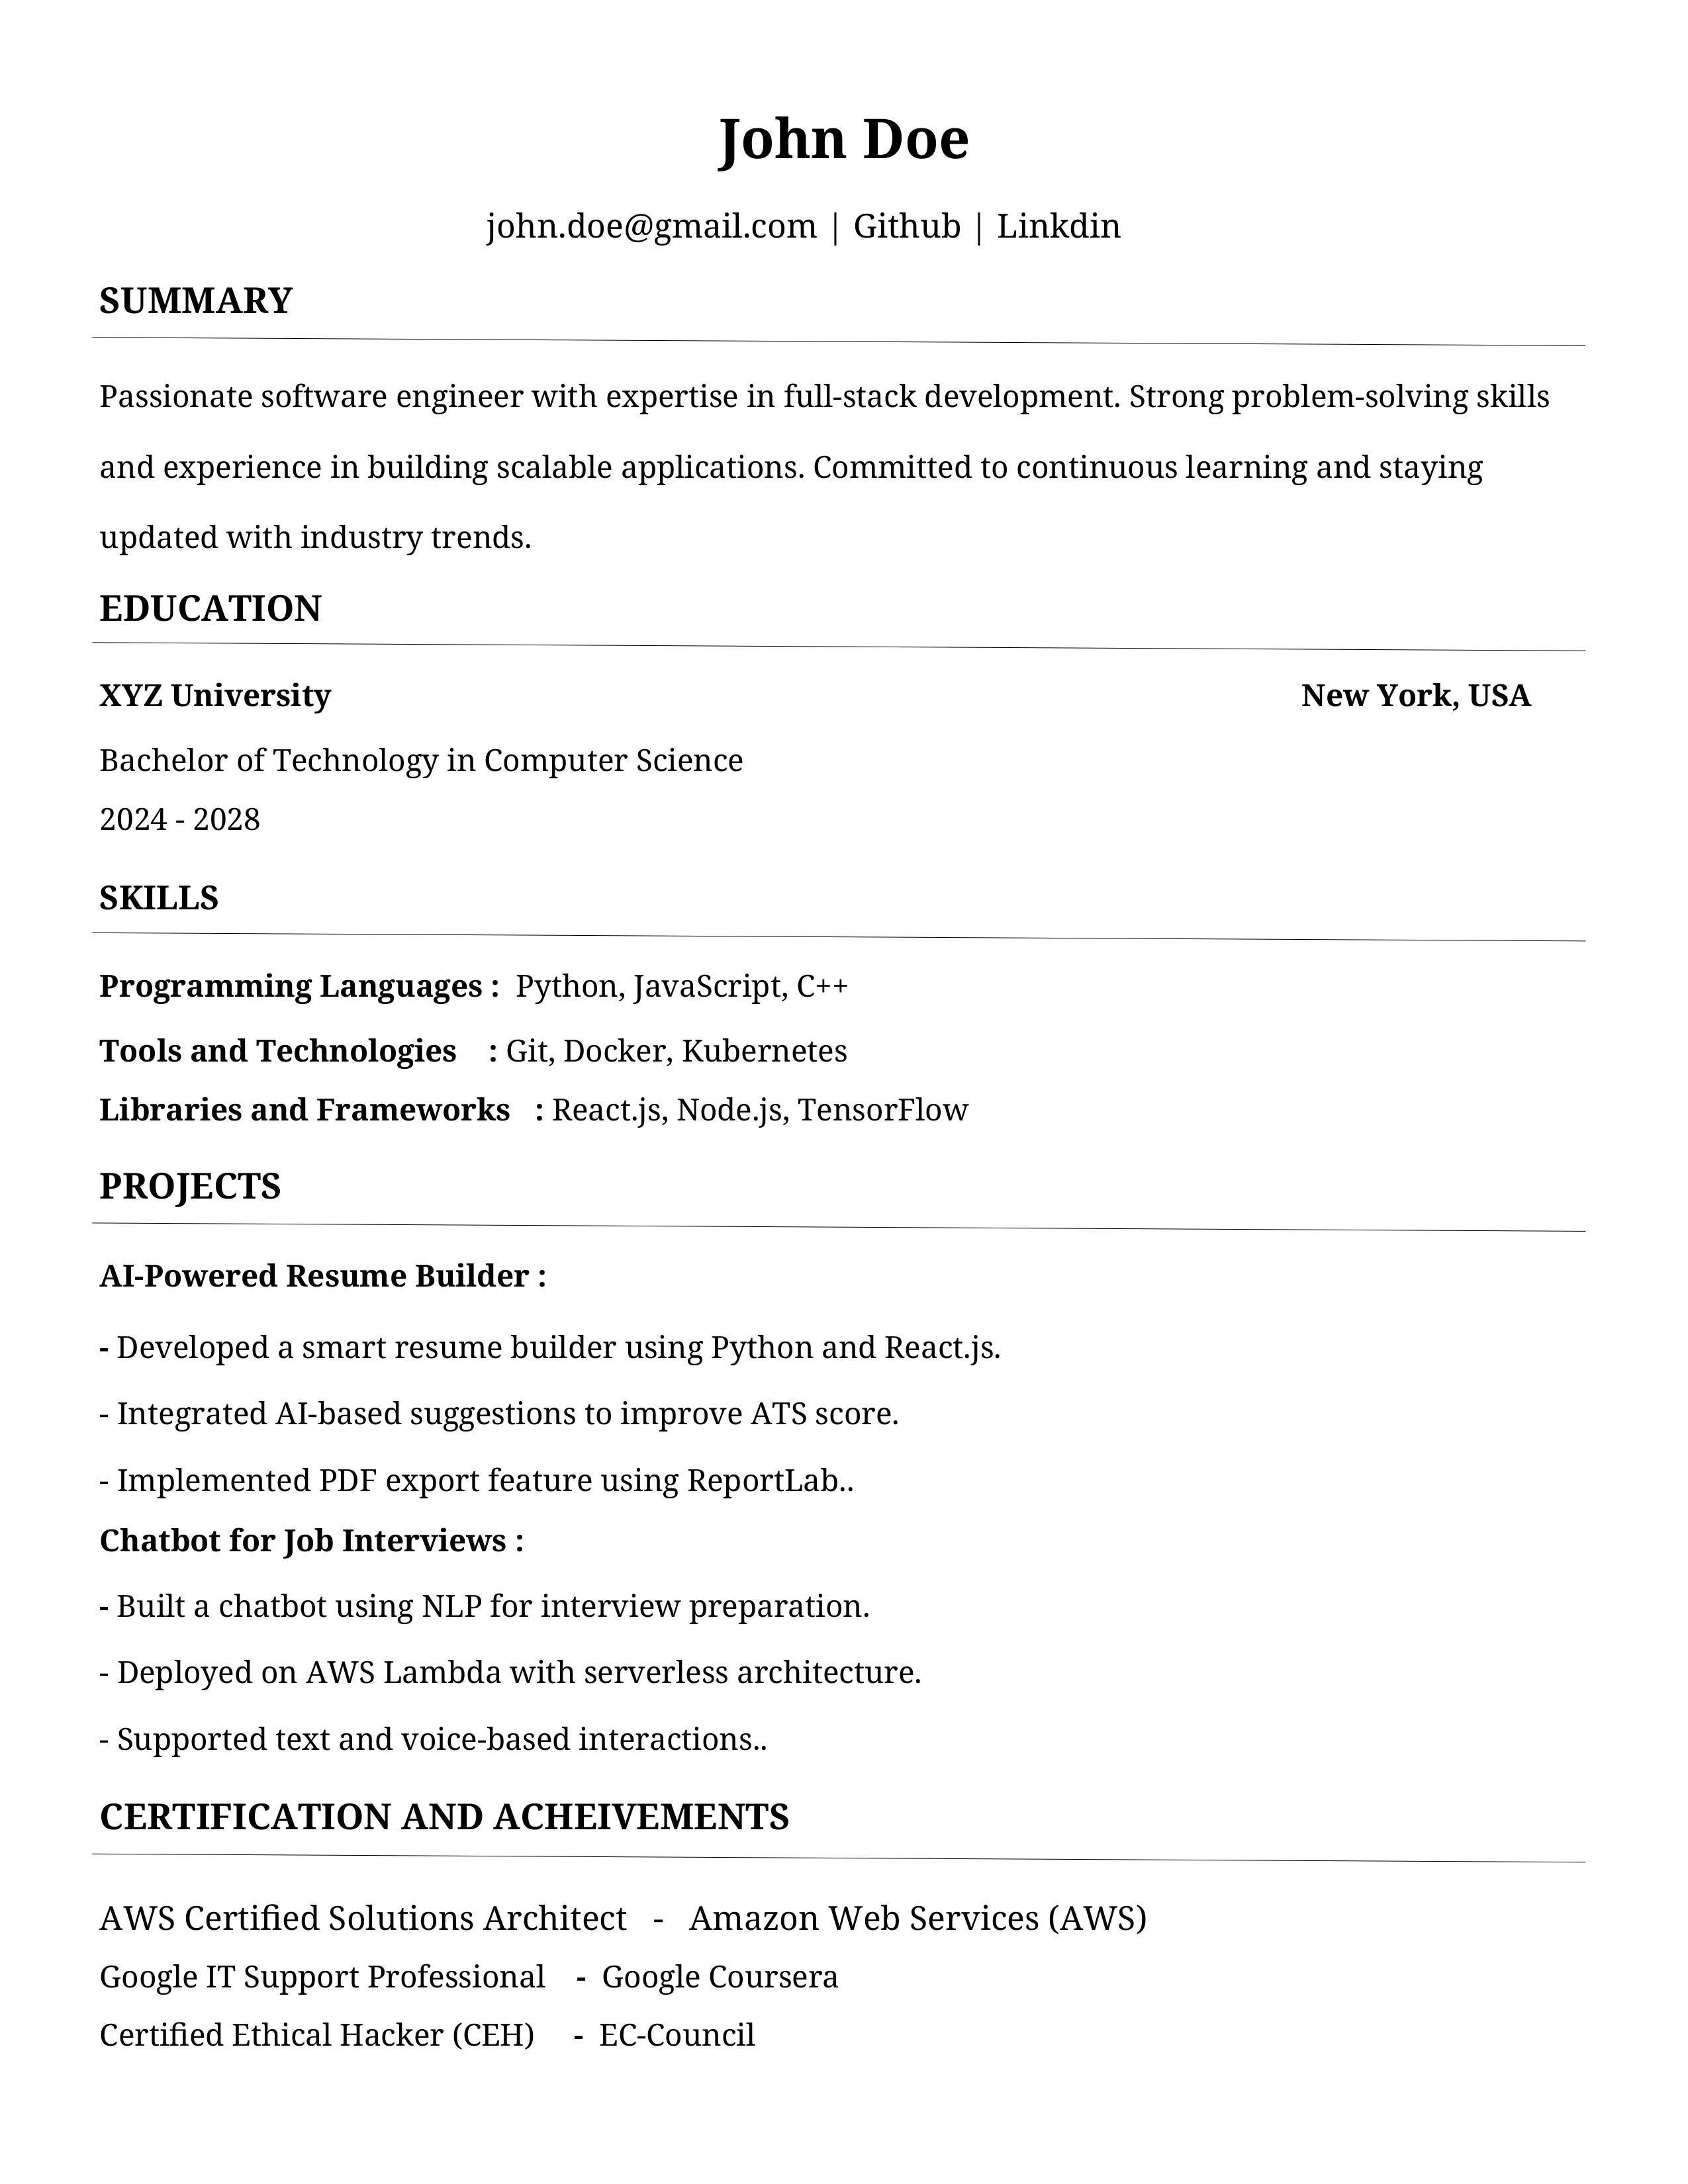 John Doe
john.doe@gmail.com | Github | Linkdin
SUMMARY
Passionate software engineer with expertise in full-stack development. Strong problem-solving skills
and experience in building scalable applications. Committed to continuous learning and staying
updated with industry trends.
EDUCATION
XYZ University New York, USA
Bachelor of Technology in Computer Science
2024 - 2028
SKILLS
Programming Languages : Python, JavaScript, C++
Tools and Technologies : Git, Docker, Kubernetes
Libraries and Frameworks : React.js, Node.js, TensorFlow
PROJECTS
AI-Powered Resume Builder :
- Developed a smart resume builder using Python and React.js.
- Integrated AI-based suggestions to improve ATS score.
- Implemented PDF export feature using ReportLab..
Chatbot for Job Interviews :
- Built a chatbot using NLP for interview preparation.
- Deployed on AWS Lambda with serverless architecture.
- Supported text and voice-based interactions..
CERTIFICATION AND ACHEIVEMENTS
AWS Certified Solutions Architect - Amazon Web Services (AWS)
Google IT Support Professional - Google Coursera
Certified Ethical Hacker (CEH) - EC-Council